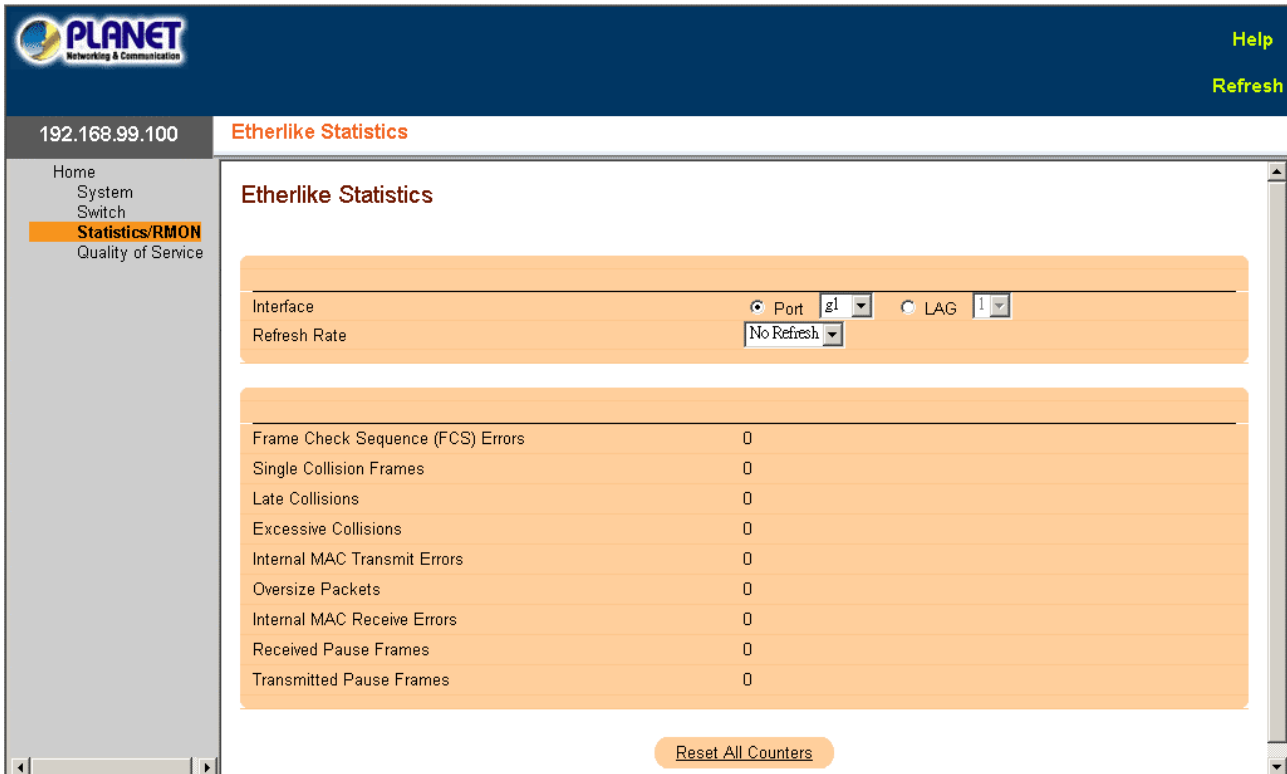 PLANET
Networking & Communication
Help
Refresh
192.168.99.100
Etherlike Statistics
Home
System
Switch
Statistics/RMON
Quality of Service
Etherlike Statistics
Interface Port g1 LAG 1
Refresh Rate No Refresh
Frame Check Sequence (FCS) Errors 0
Single Collision Frames 0
Late Collisions 0
Excessive Collisions 0
Internal MAC Transmit Errors 0
Oversize Packets 0
Internal MAC Receive Errors 0
Received Pause Frames 0
Transmitted Pause Frames 0
Reset All Counters